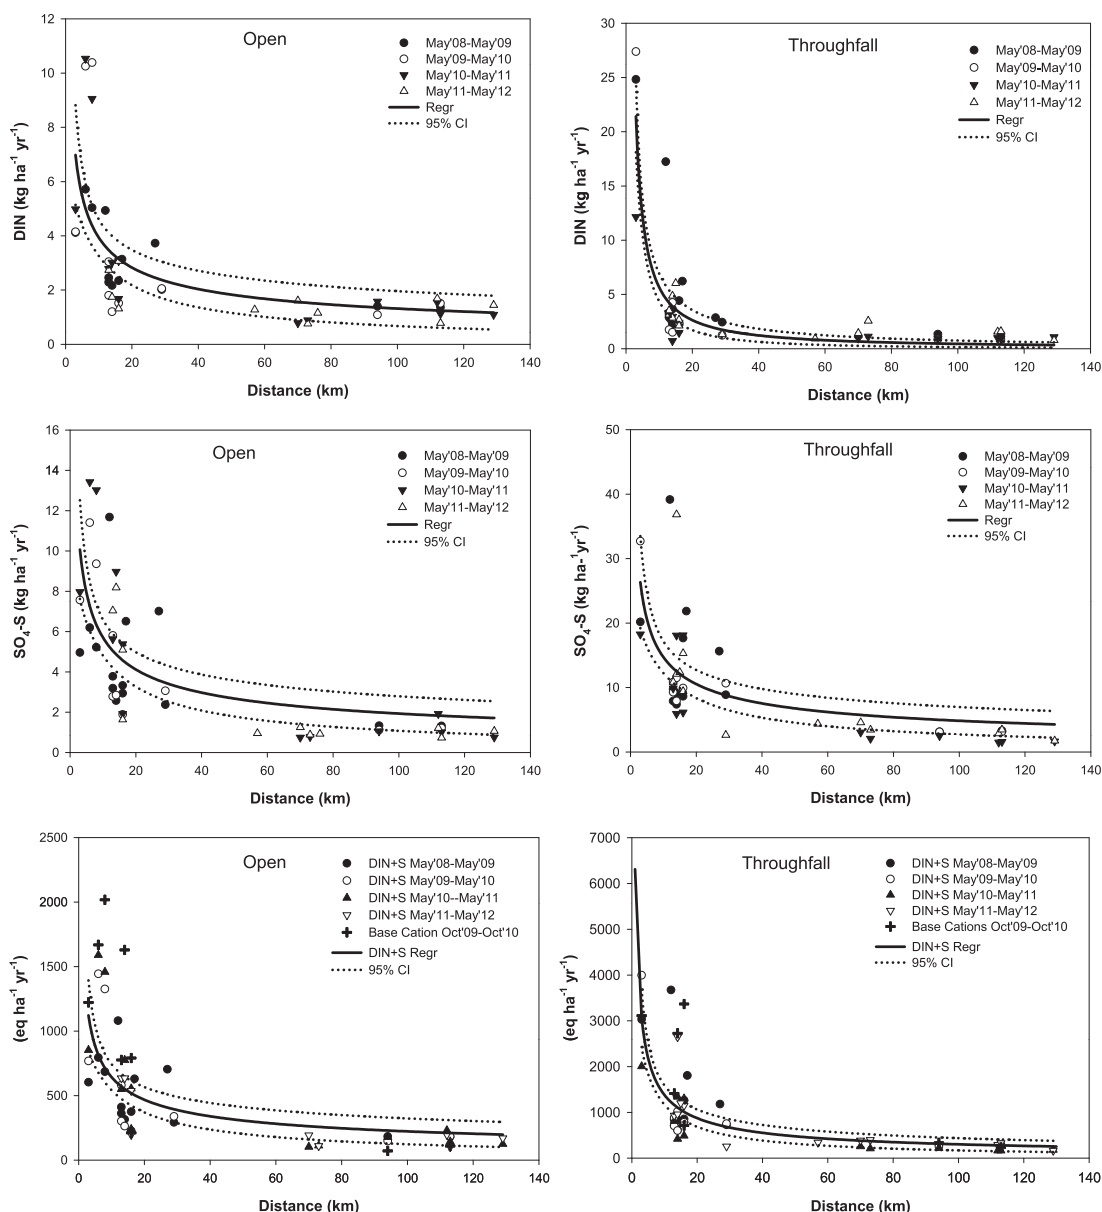 Open
DIN (kg ha-1 yr-1)
12
10
8
6
4
2
0
May'08-May'09
May'09-May'10
May'10-May'11
May'11-May'12
Regr
95% CI
0 20 40 60 80 100 120 140
Distance (km)
Throughfall
DIN (kg ha-1 yr-1)
30
25
20
15
10
5
0
May'08-May'09
May'09-May'10
May'10-May'11
May'11-May'12
Regr
95% CI
0 20 40 60 80 100 120 140
Distance (km)
Open
SO4-S (kg ha-1 yr-1)
16
14
12
10
8
6
4
2
0
May'08-May'09
May'09-May'10
May'10-May'11
May'11-May'12
Regr
95% CI
0 20 40 60 80 100 120 140
Distance (km)
Throughfall
SO4-S (kg ha-1yr-1)
50
40
30
20
10
0
May'08-May'09
May'09-May'10
May'10-May'11
May'11-May'12
Regr
95% CI
0 20 40 60 80 100 120 140
Distance (km)
Open
(eq ha-1 yr-1)
2500
2000
1500
1000
500
0
DIN+S May'08-May'09
DIN+S May'09-May'10
DIN+S May'10--May'11
DIN+S May'11-May'12
Base Cation Oct'09-Oct'10
DIN+S Regr
95% CI
0 20 40 60 80 100 120 140
Distance (km)
Throughfall
(eq ha-1 yr-1)
7000
6000
5000
4000
3000
2000
1000
0
DIN+S May'08-May'09
DIN+S May'09-May'10
DIN+S May'10-May'11
DIN+S May'11-May'12
Base Cations Oct'09-Oct'10
DIN+S Regr
95% CI
0 20 40 60 80 100 120 140
Distance (km)